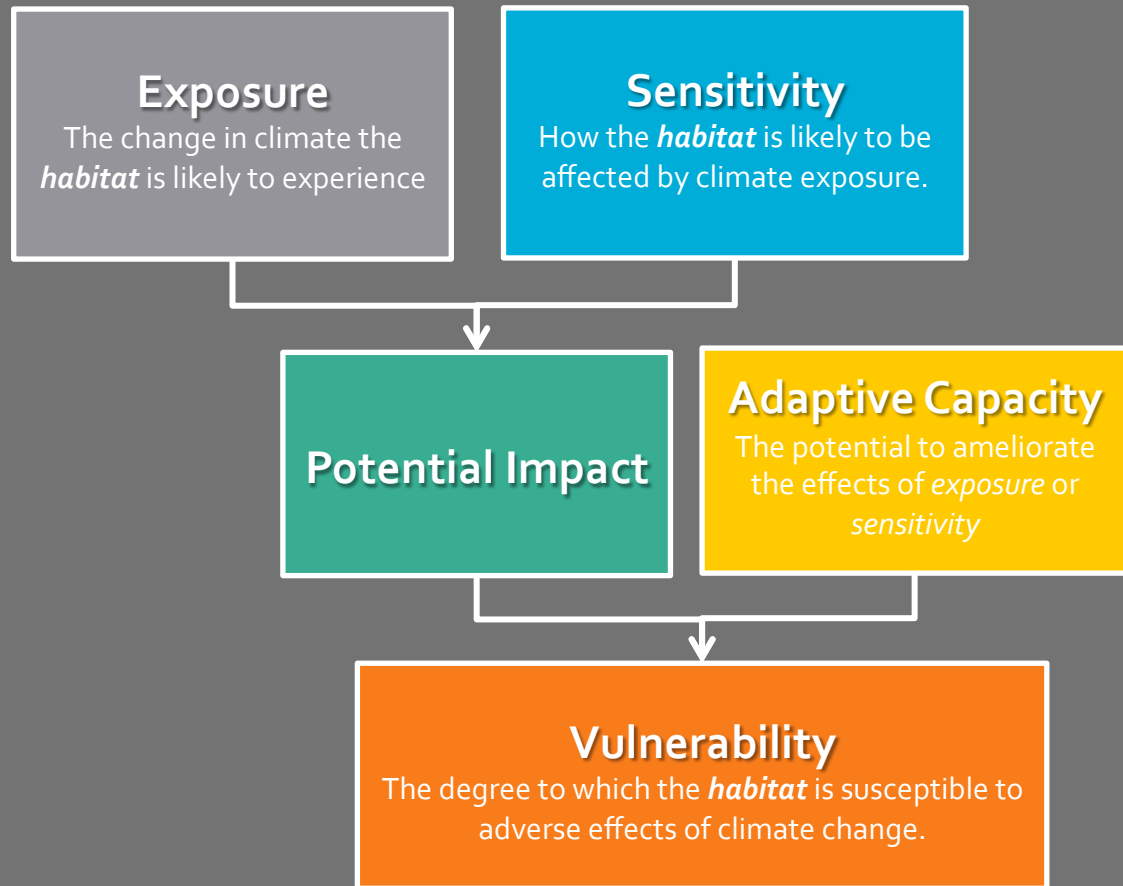 Exposure
The change in climate the
habitat is likely to experience
Sensitivity
How the habitat is likely to be
affected by climate exposure.
Potential Impact
Adaptive Capacity
The potential to ameliorate
the effects of exposure or
sensitivity
Vulnerability
The degree to which the habitat is susceptible to
adverse effects of climate change.